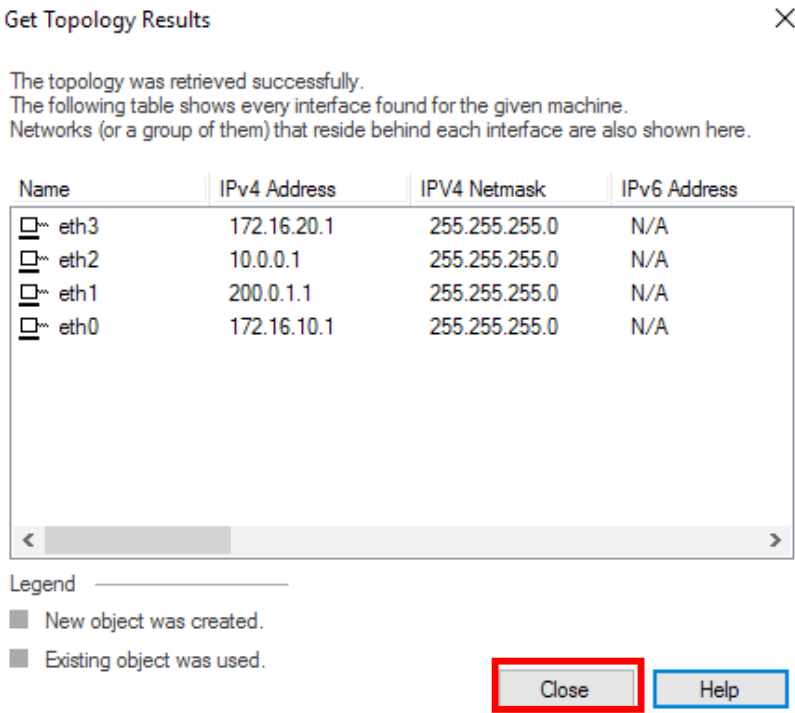 Get Topology Results
The topology was retrieved successfully.
The following table shows every interface found for the given machine.
Networks (or a group of them) that reside behind each interface are also shown here.
Name IPv4 Address IPV4 Netmask IPv6 Address
eth3 172.16.20.1 255.255.255.0 N/A
eth2 10.0.0.1 255.255.255.0 N/A
eth1 200.0.1.1 255.255.255.0 N/A
eth0 172.16.10.1 255.255.255.0 N/A
Legend
New object was created.
Existing object was used.
Close Help